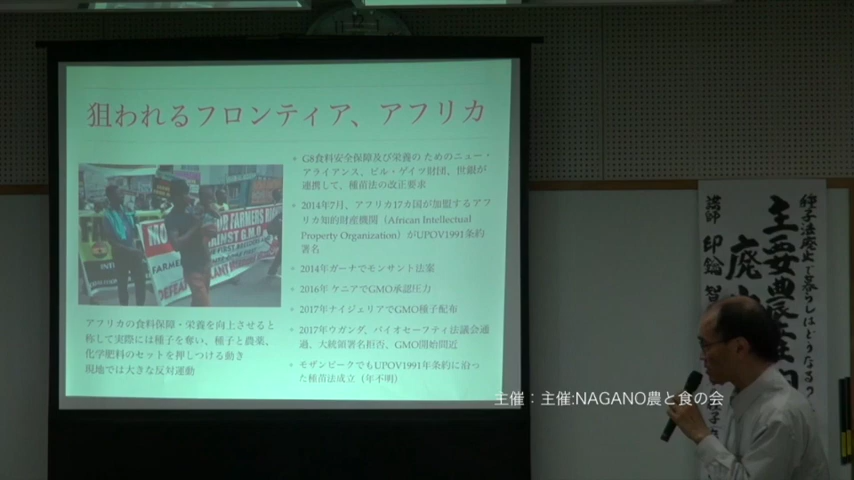 狙われるフロンティア、アフリカ
G8食料安全保障及び栄養の ためのニュー・
アライアンス、ビル・ゲイツ財団、世銀が
連携して、種苗法の改正要求
2014年7月、アフリカ17カ国が加盟するアフ
リカ知的財産機関（African Intellectual
Property Organization）がUPOV1991条約
署名
2014年ガーナでモンサント法案
2016年 ケニアでGMO承認圧力
2017年ナイジェリアでGMO種子配布
2017年ウガンダ、バイオセーフティ法議会通
過、大統領署名拒否、GMO開始間近
モザンビークでもUPOV1991年条約に沿っ
た種苗法成立（年不明）
FARMERS
AGAINST G.M.O
FARMERS
DEFEAT
アフリカの食料保障・栄養を向上させると
称して実際には種子を奪い、種子と農薬、
化学肥料のセットを押しつける動き
現地では大きな反対運動
種子法廃止で暮らしはどうなる
主要農
廃
講師 印鑰 智
主催：主催:NAGANO農と食の会